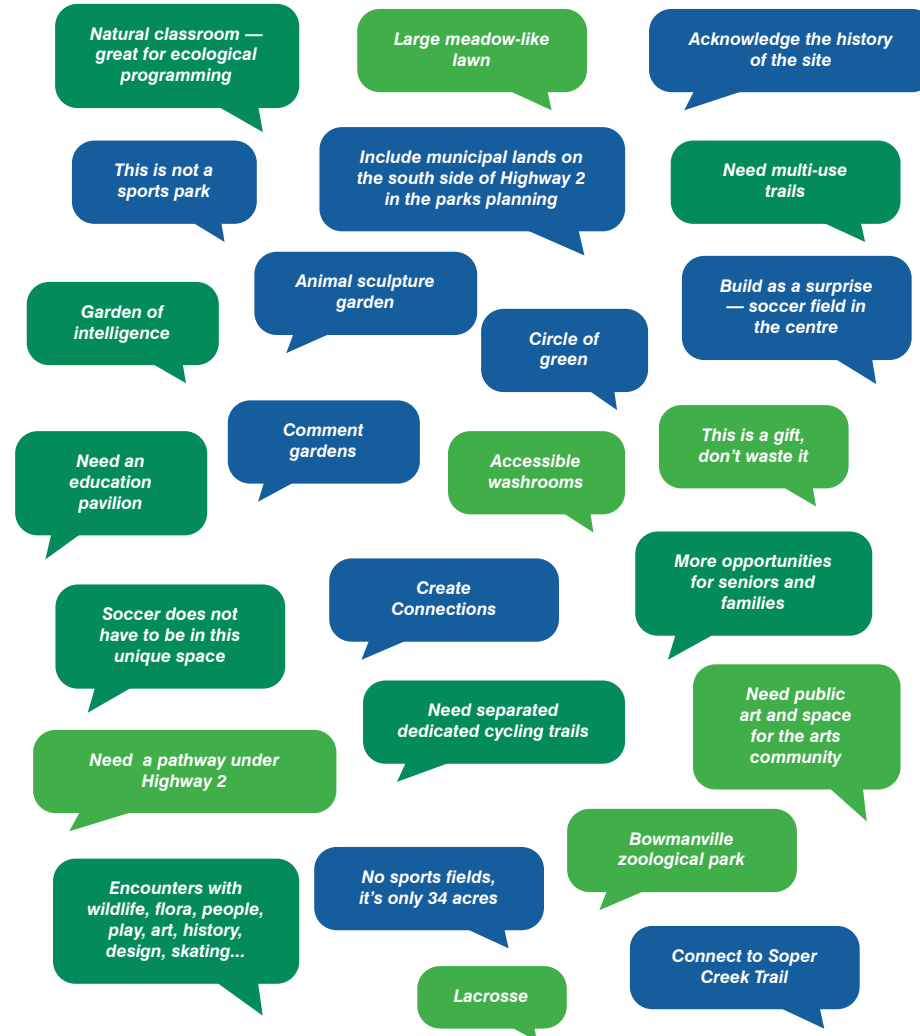 Natural classroom —
great for ecological
programming
Large meadow-like
lawn
Acknowledge the history
of the site
This is not a
sports park
Include municipal lands on
the south side of Highway 2
in the parks planning
Need multi-use
trails
Animal sculpture
garden
Build as a surprise
— soccer field in
the centre
Garden of
intelligence
Circle of
green
Comment
gardens
This is a gift,
don’t waste it
Need an
education
pavilion
Accessible
washrooms
More opportunities
for seniors and
families
Create
Connections
Soccer does not
have to be in this
unique space
Need public
art and space
for the arts
community
Need separated
dedicated cycling trails
Need  a pathway under
Highway 2
Bowmanville
zoological park
Encounters with
wildlife, flora, people,
play, art, history,
design, skating...
No sports fields,
it’s only 34 acres
Connect to Soper
Creek Trail
Lacrosse